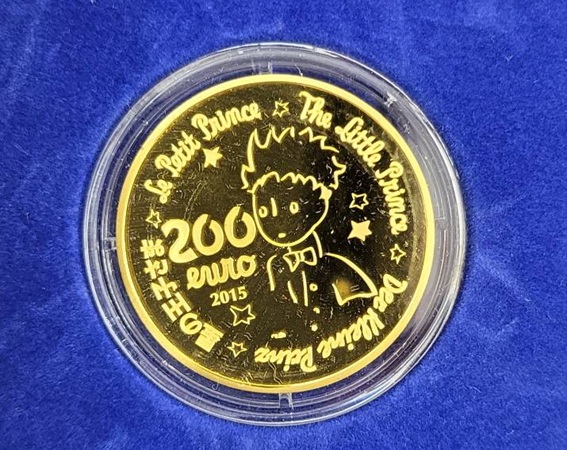 Le Petit Prince
The Little Prince
Der Kleine Prinz
星の王子さま
200
euro
2015